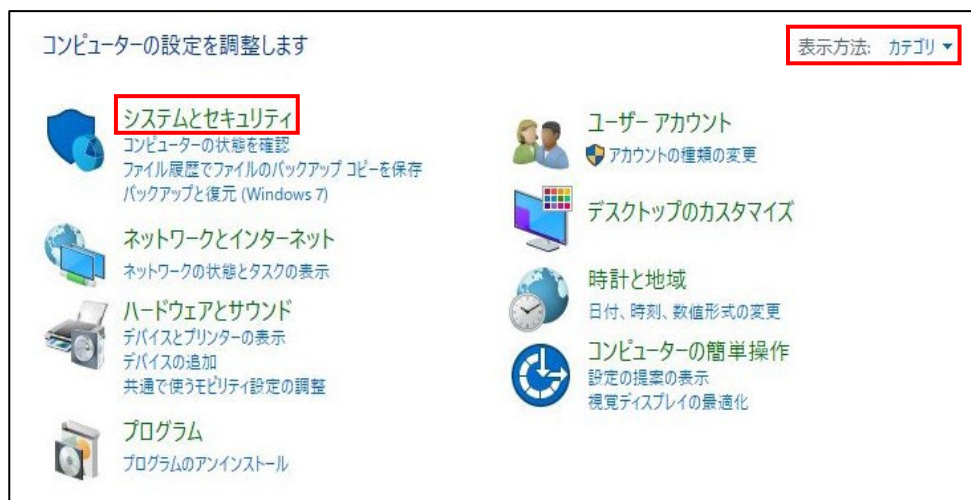 コンピューターの設定を調整します
表示方法: カテゴリ
システムとセキュリティ
コンピューターの状態を確認
ファイル履歴でファイルのバックアップ コピーを保存
バックアップと復元 (Windows 7)
ネットワークとインターネット
ネットワークの状態とタスクの表示
ハードウェアとサウンド
デバイスとプリンターの表示
デバイスの追加
共通で使うモビリティ設定の調整
プログラム
プログラムのアンインストール
ユーザー アカウント
アカウントの種類の変更
デスクトップのカスタマイズ
時計と地域
日付、時刻、数値形式の変更
コンピューターの簡単操作
設定の提案の表示
視覚ディスプレイの最適化